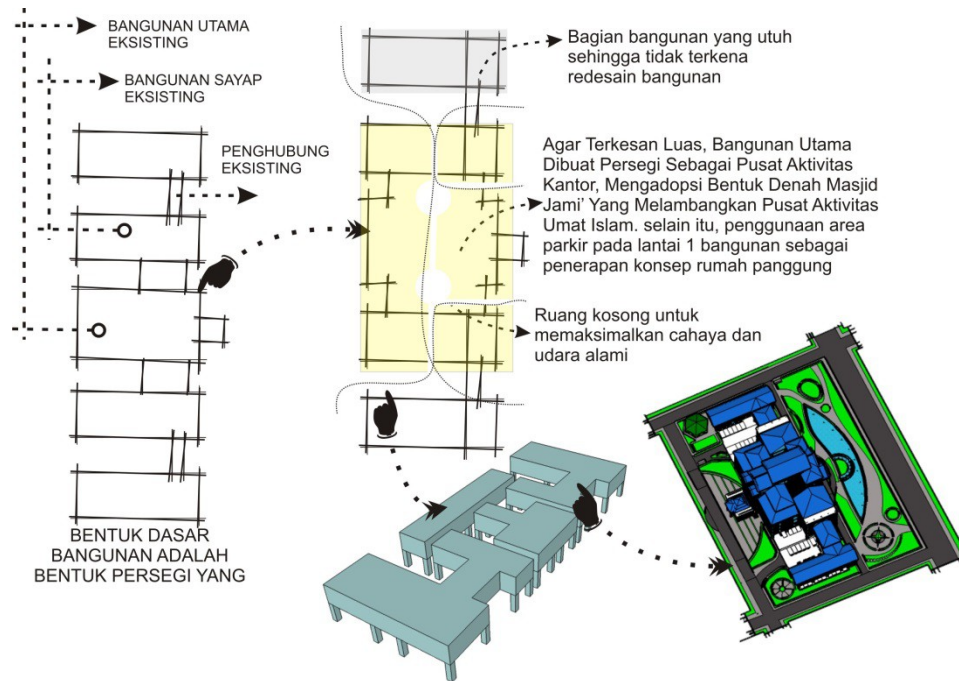 BANGUNAN UTAMA
EKSISTING
BANGUNAN SAYAP
EKSISTING
PENGHUBUNG
EKSISTING
BENTUK DASAR
BANGUNAN ADALAH
BENTUK PERSEGI YANG
Bagian bangunan yang utuh
sehingga tidak terkena
redesain bangunan
Agar Terkesan Luas, Bangunan Utama
Dibuat Persegi Sebagai Pusat Aktivitas
Kantor, Mengadopsi Bentuk Denah Masjid
Jami’ Yang Melambangkan Pusat Aktivitas
Umat Islam. selain itu, penggunaan area
parkir pada lantai 1 bangunan sebagai
penerapan konsep rumah panggung
Ruang kosong untuk
memaksimalkan cahaya dan
udara alami